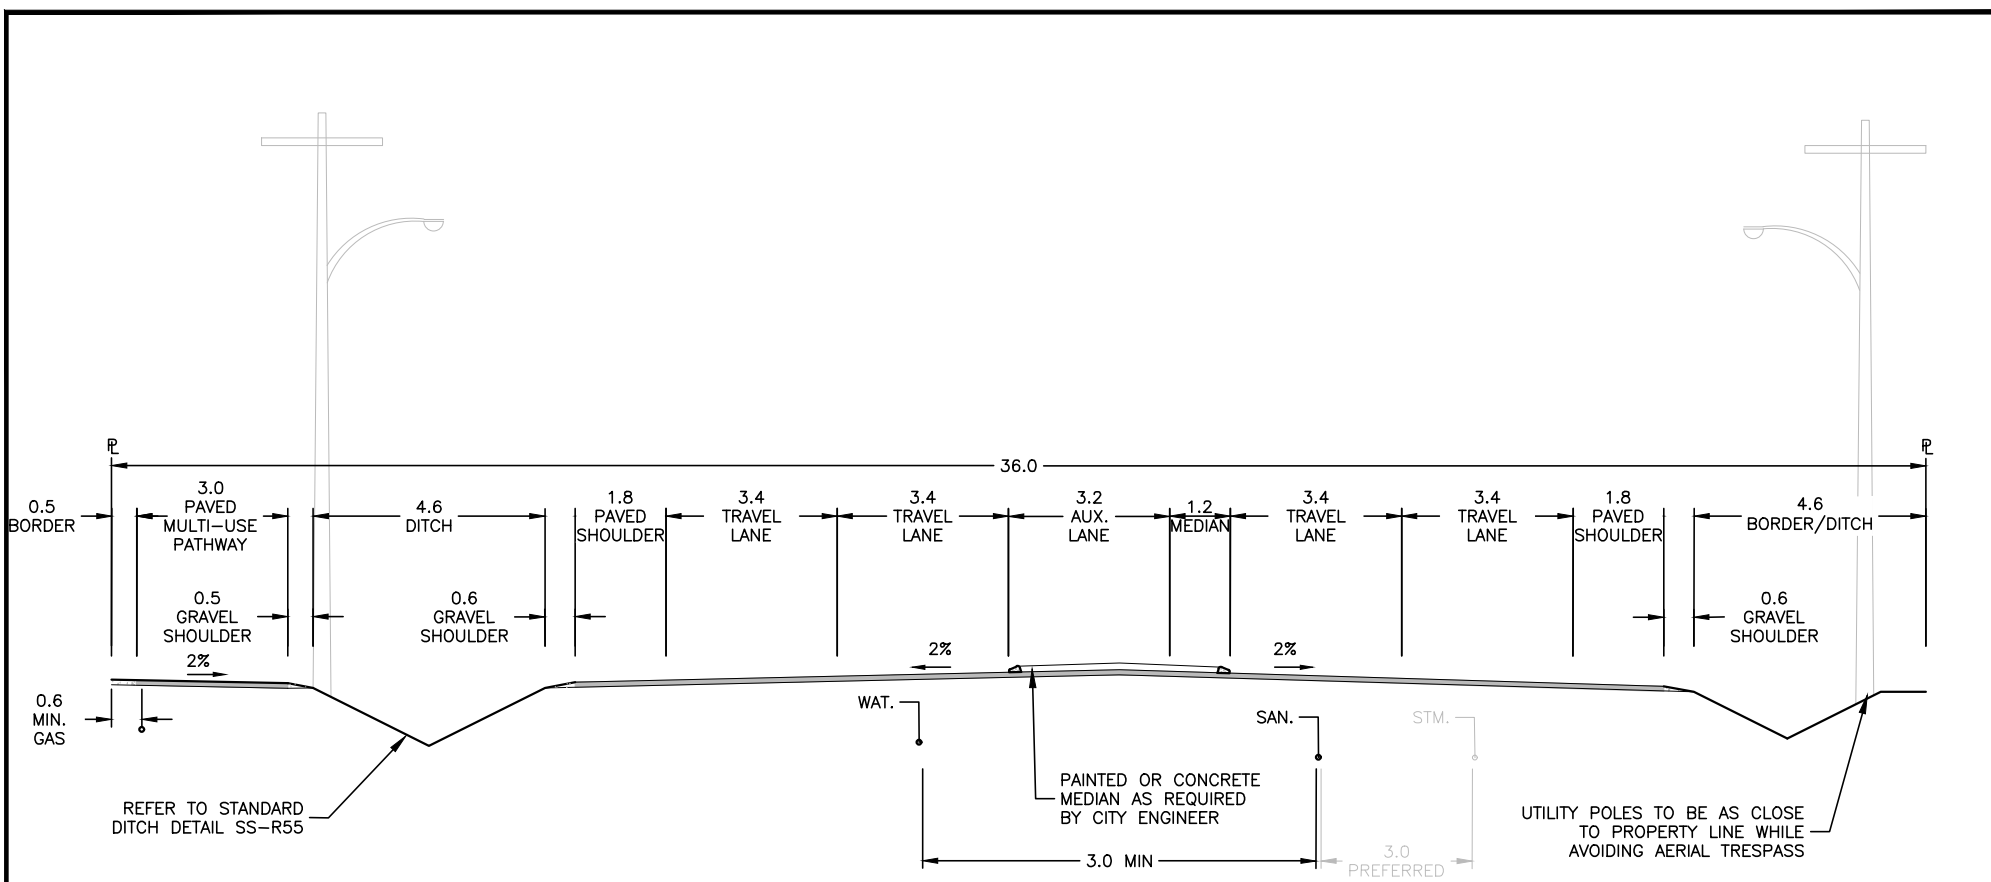 ℄
℄
36.0
0.5
BORDER
3.0
PAVED
MULTI-USE
PATHWAY
4.6
DITCH
1.8
PAVED
SHOULDER
3.4
TRAVEL
LANE
3.4
TRAVEL
LANE
3.2
AUX.
LANE
1.2
MEDIAN
3.4
TRAVEL
LANE
3.4
TRAVEL
LANE
1.8
PAVED
SHOULDER
4.6
BORDER/DITCH
0.5
GRAVEL
SHOULDER
0.6
GRAVEL
SHOULDER
0.6
GRAVEL
SHOULDER
2%
2%
2%
0.6
MIN.
GAS
WAT.
SAN.
STM.
REFER TO STANDARD
DITCH DETAIL SS-R55
PAINTED OR CONCRETE
MEDIAN AS REQUIRED
BY CITY ENGINEER
UTILITY POLES TO BE AS CLOSE
TO PROPERTY LINE WHILE
AVOIDING AERIAL TRESPASS
3.0 MIN
3.0
PREFERRED